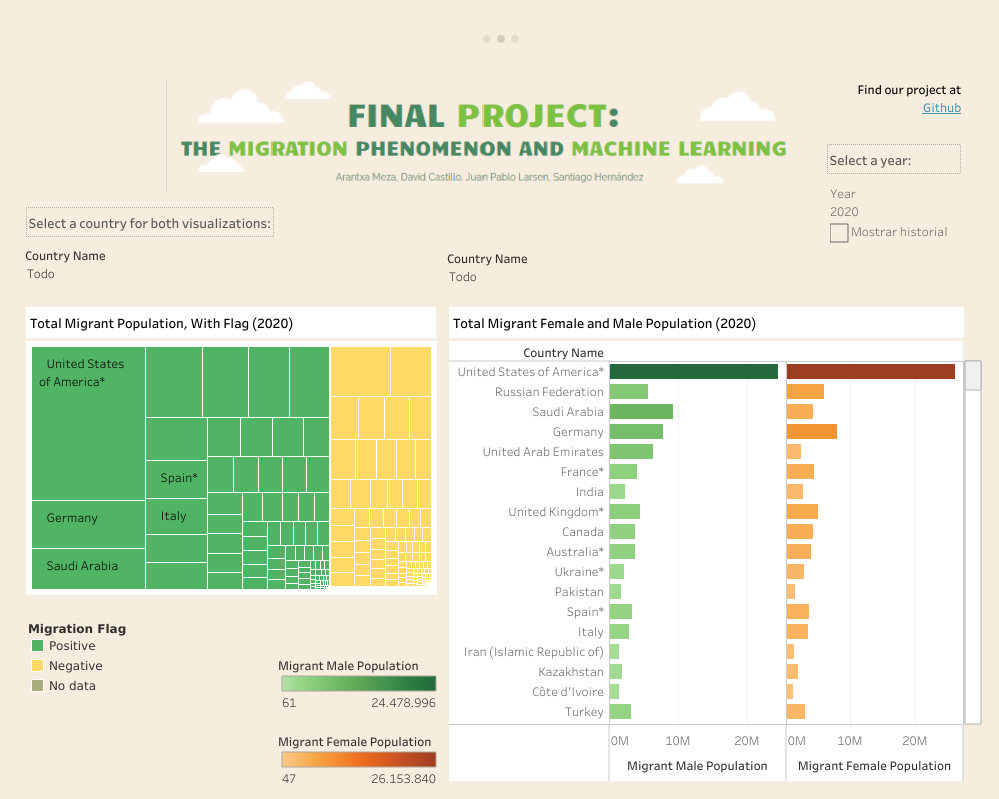 FINAL PROJECT:
THE MIGRATION PHENOMENON AND MACHINE LEARNING
Arantxa Meza, David Castillo, Juan Pablo Larsen, Santiago Hernández
Find our project at
Github
Select a year:
Year
2020
Mostrar historial
Select a country for both visualizations:
Country Name
Todo
Country Name
Todo
Total Migrant Population, With Flag (2020)
United States
of America*
Germany
Saudi Arabia
Spain*
Italy
Migration Flag
Positive
Negative
No data
Migrant Male Population
61 24.478.996
Migrant Female Population
47 26.153.840
Total Migrant Female and Male Population (2020)
Country Name
United States of America*
Russian Federation
Saudi Arabia
Germany
United Arab Emirates
France*
India
United Kingdom*
Canada
Australia*
Ukraine*
Pakistan
Spain*
Italy
Iran (Islamic Republic of)
Kazakhstan
Côte d'Ivoire
Turkey
0M 10M 20M 0M 10M 20M
Migrant Male Population Migrant Female Population